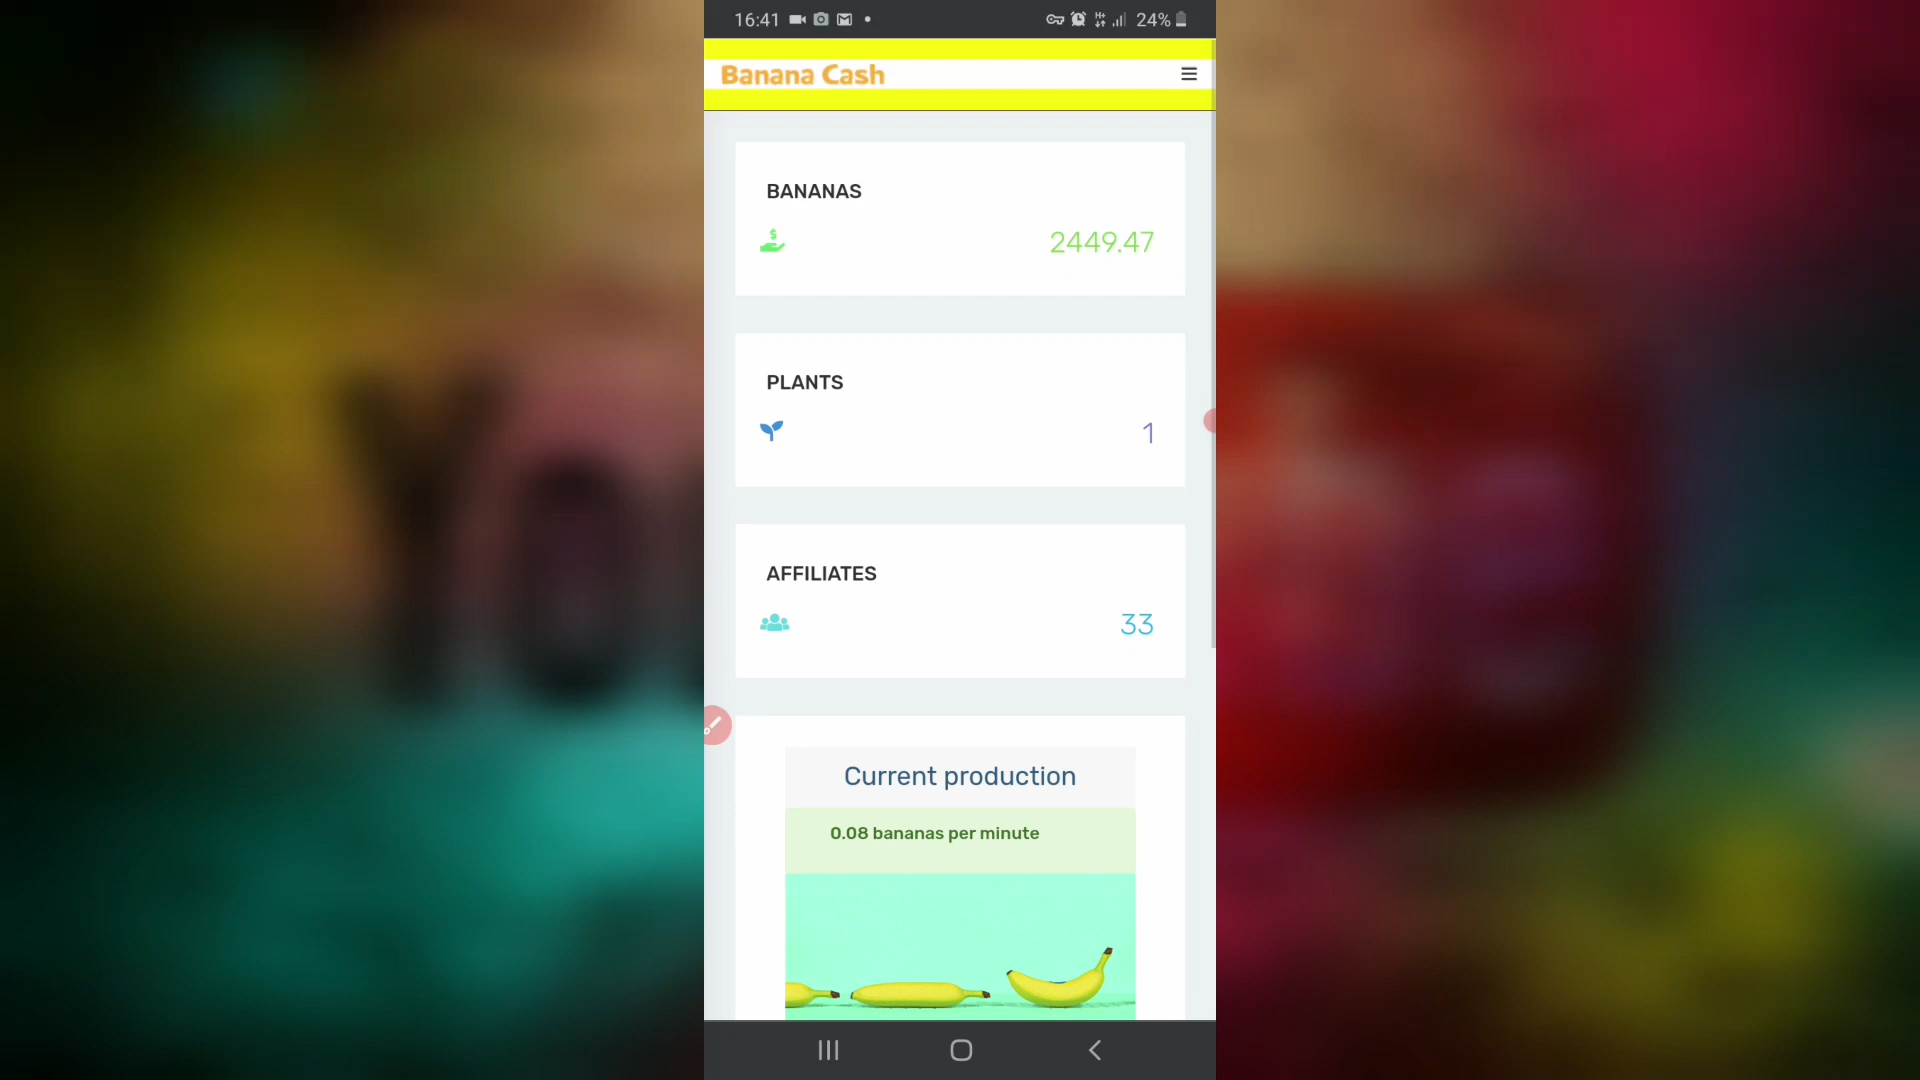 16:41
24%
Banana Cash
BANANAS
2449.47
PLANTS
1
AFFILIATES
33
Current production
0.08 bananas per minute